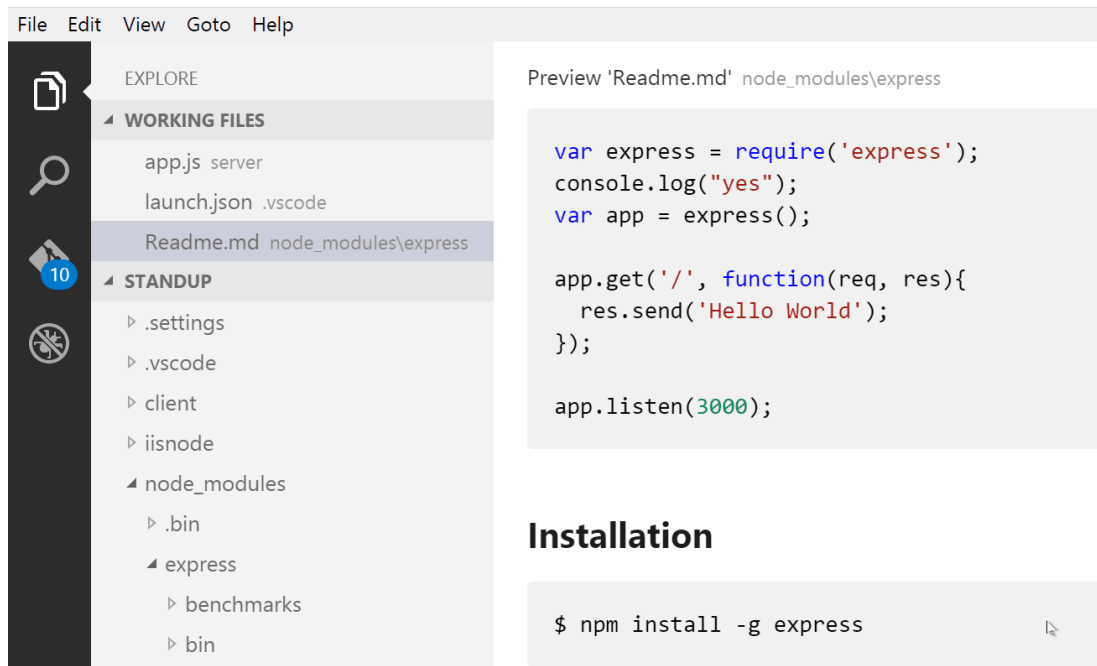 File Edit View Goto Help
EXPLORE
WORKING FILES
app.js server
launch.json .vscode
Readme.md node_modules\express
10
STANDUP
.settings
.vscode
client
iisnode
node_modules
.bin
express
benchmarks
bin
Preview 'Readme.md' node_modules\express
var express = require('express');
console.log("yes");
var app = express();
app.get('/', function(req, res){
  res.send('Hello World');
});
app.listen(3000);
Installation
$ npm install -g express